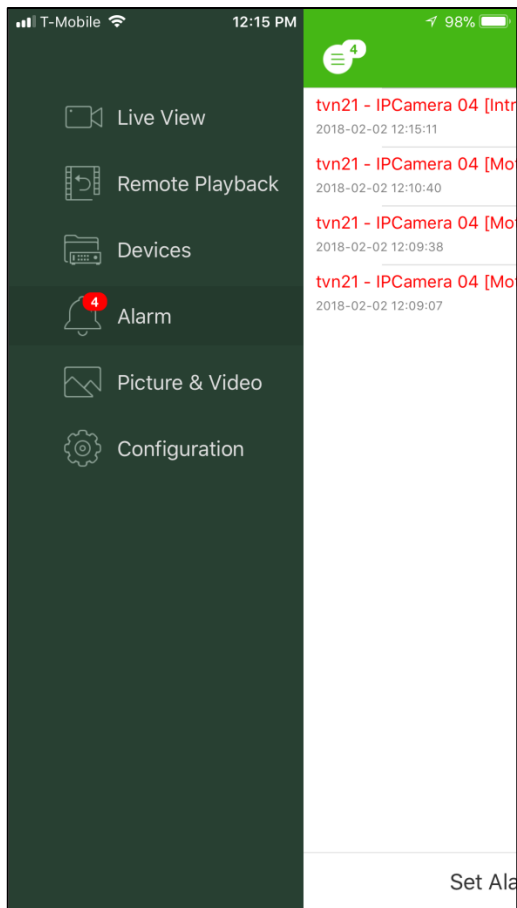 T-Mobile 12:15 PM 98%
4
Live View
Remote Playback
Devices
4
Alarm
Picture & Video
Configuration
tvn21 - IPCamera 04 [Intr
2018-02-02 12:15:11
tvn21 - IPCamera 04 [Mo
2018-02-02 12:10:40
tvn21 - IPCamera 04 [Mo
2018-02-02 12:09:38
tvn21 - IPCamera 04 [Mo
2018-02-02 12:09:07
Set Ala